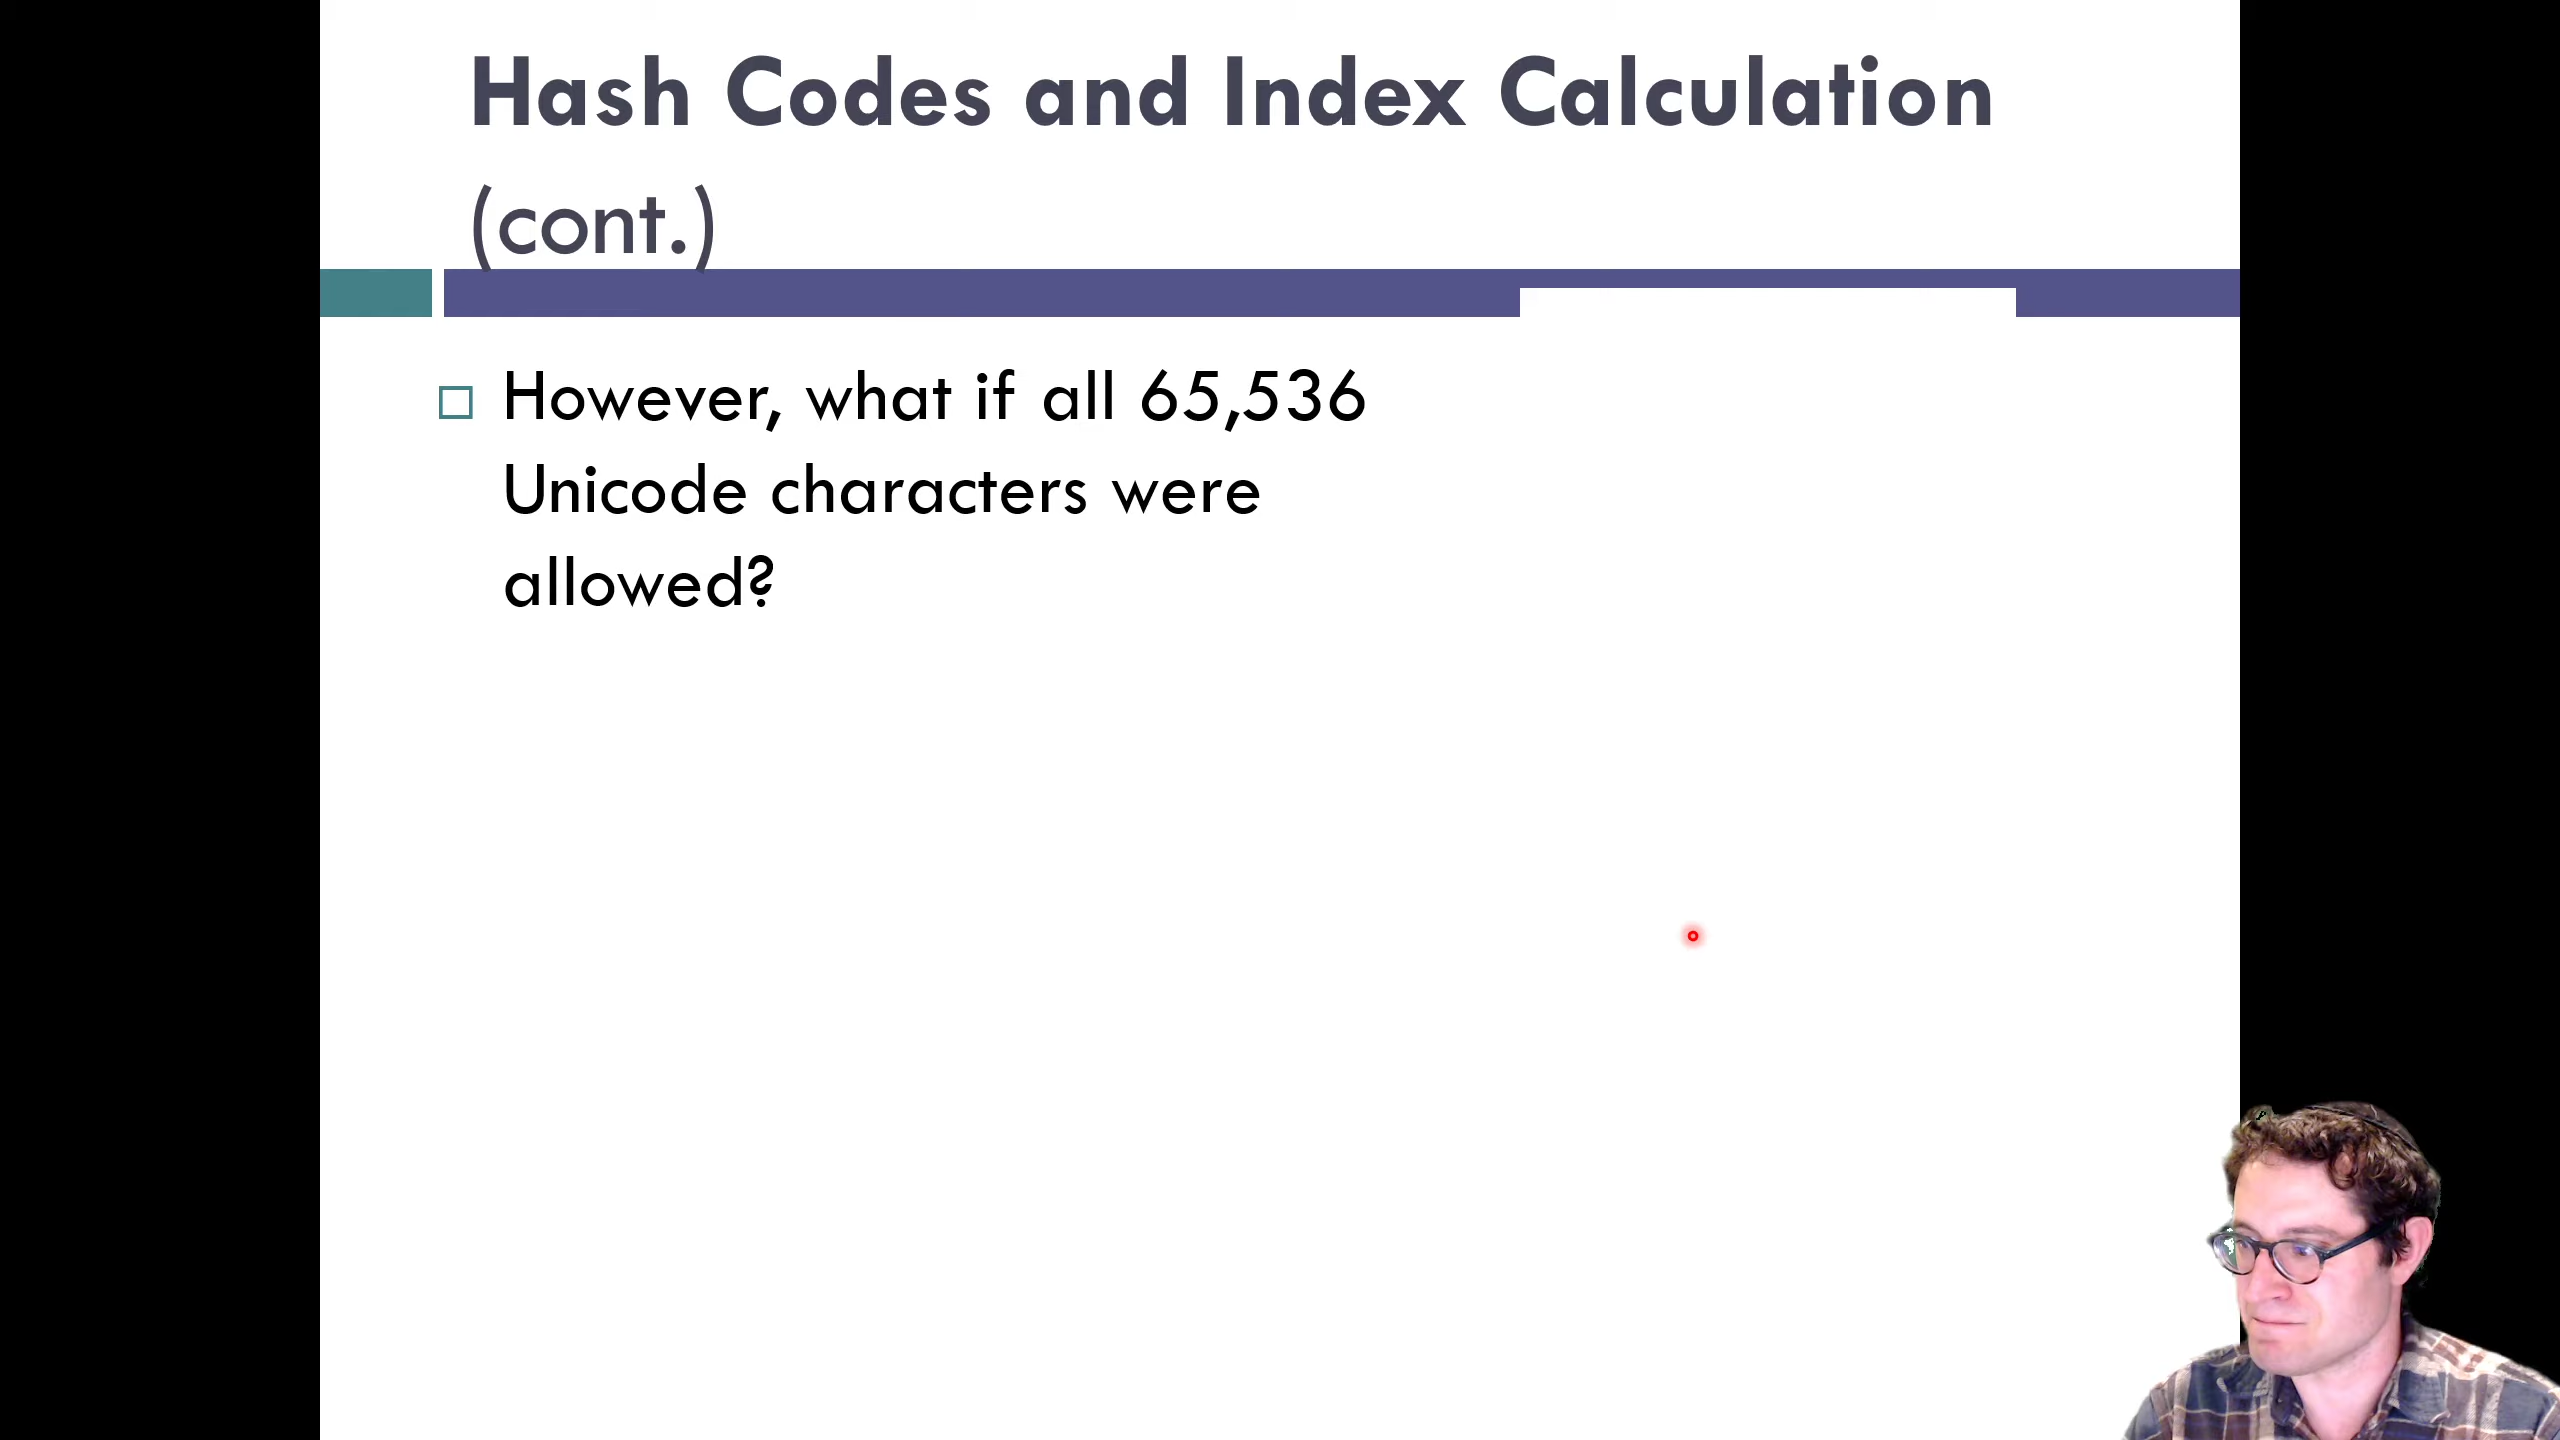 Hash Codes and Index Calculation
(cont.)
However, what if all 65,536
Unicode characters were
allowed?